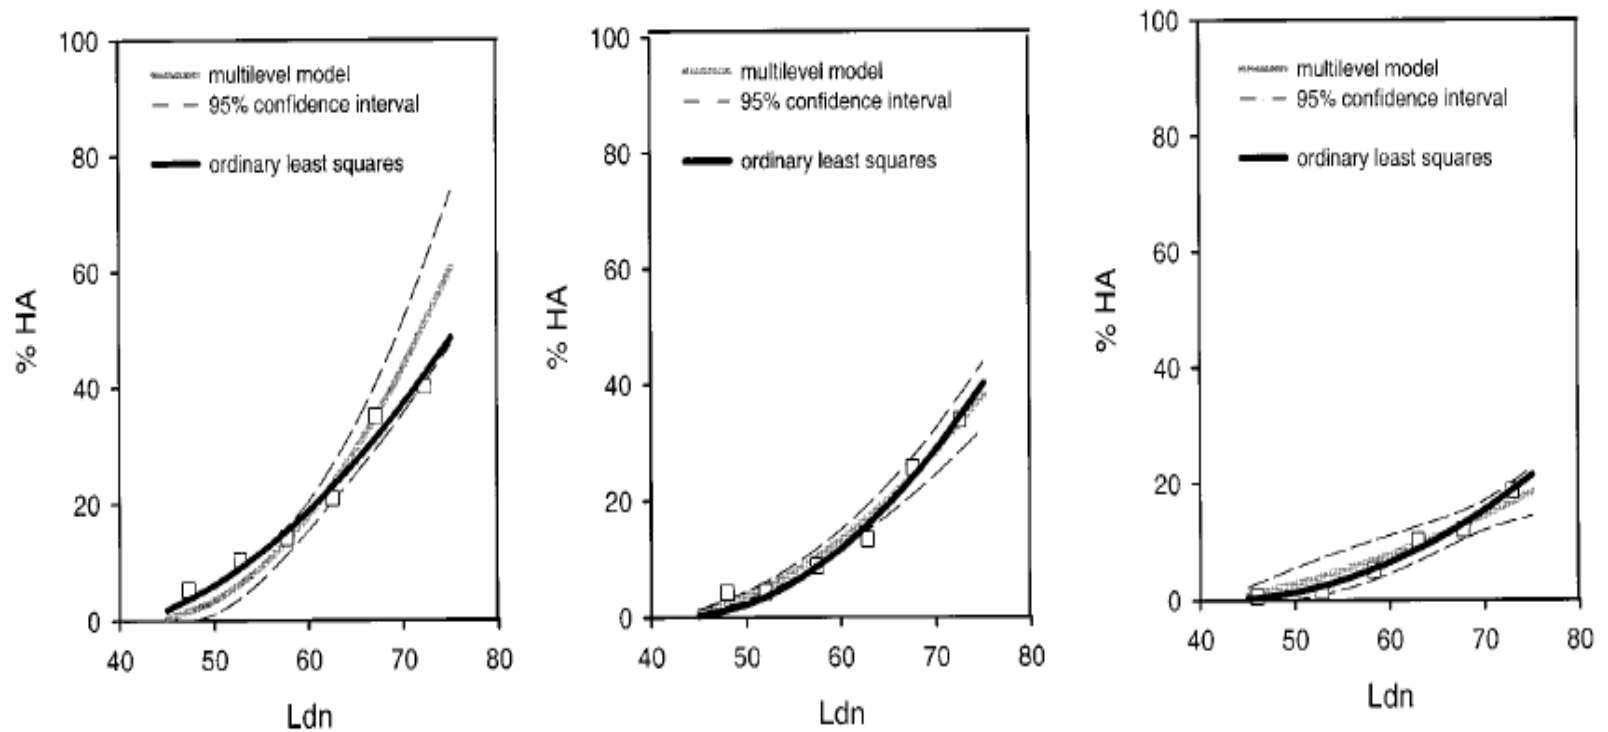 100
80
60
40
20
0
% HA
multilevel model
95% confidence interval
ordinary least squares
40 50 60 70 80
Ldn
100
80
60
40
20
0
% HA
multilevel model
95% confidence interval
ordinary least squares
40 50 60 70 80
Ldn
100
80
60
40
20
0
% HA
multilevel model
95% confidence interval
ordinary least squares
40 50 60 70 80
Ldn